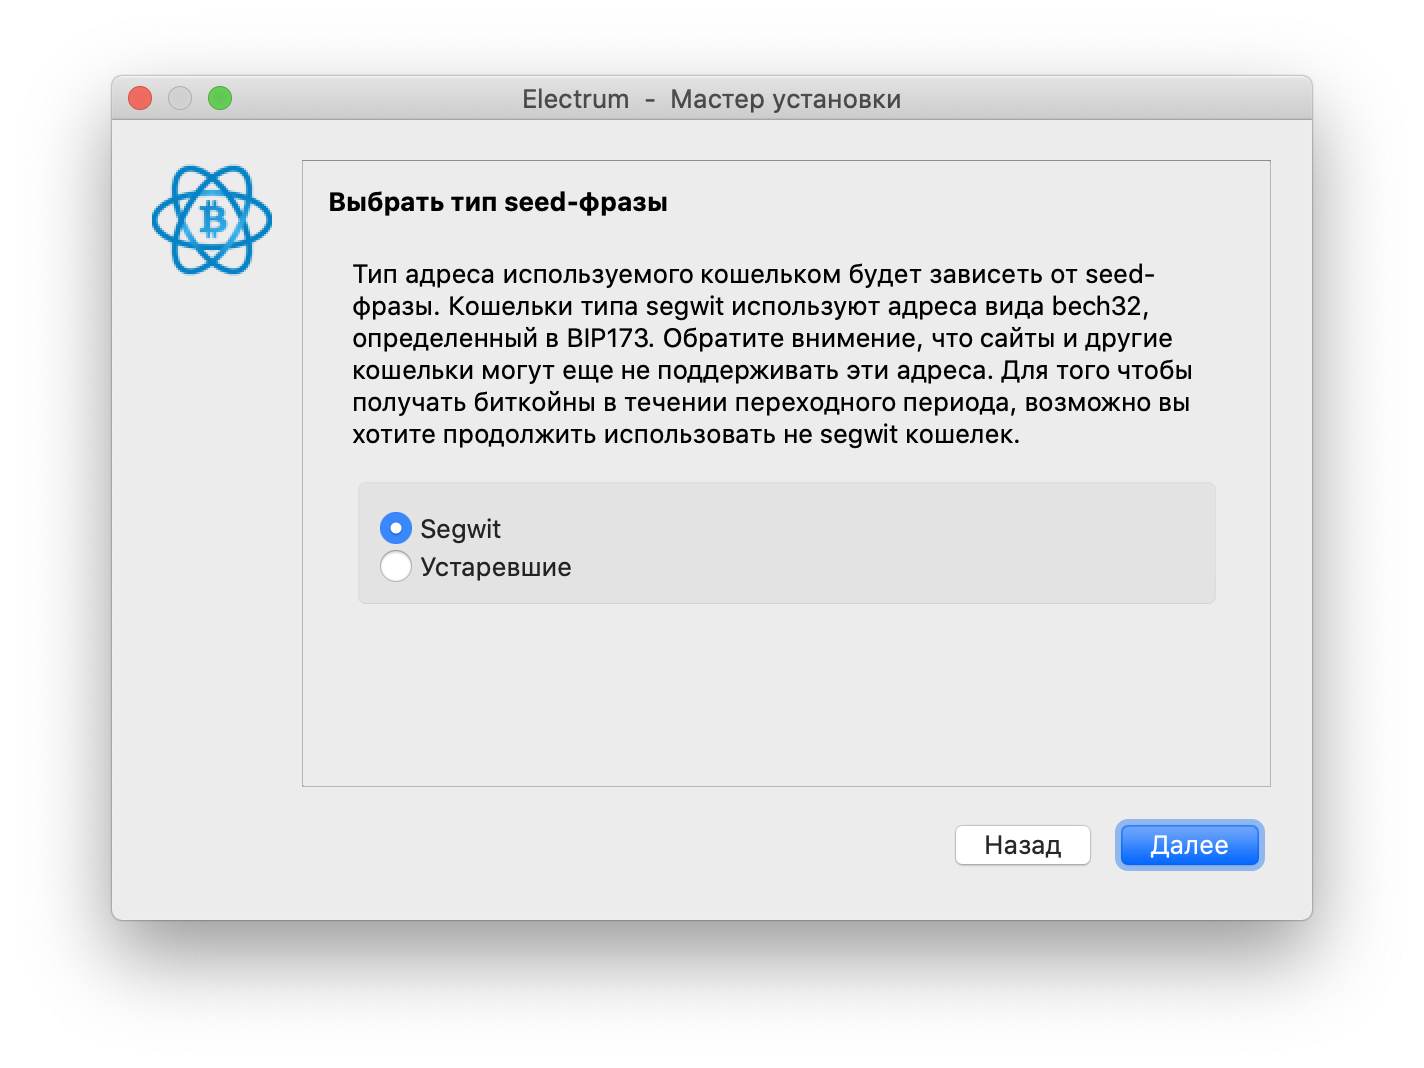 Electrum - Мастер установки
Выбрать тип seed-фразы
Тип адреса используемого кошельком будет зависеть от seed-
фразы. Кошельки типа segwit используют адреса вида bech32,
определенный в BIP173. Обратите внимение, что сайты и другие
кошельки могут еще не поддерживать эти адреса. Для того чтобы
получать биткойны в течении переходного периода, возможно вы
хотите продолжить использовать не segwit кошелек.
Segwit
Устаревшие
Назад
Далее